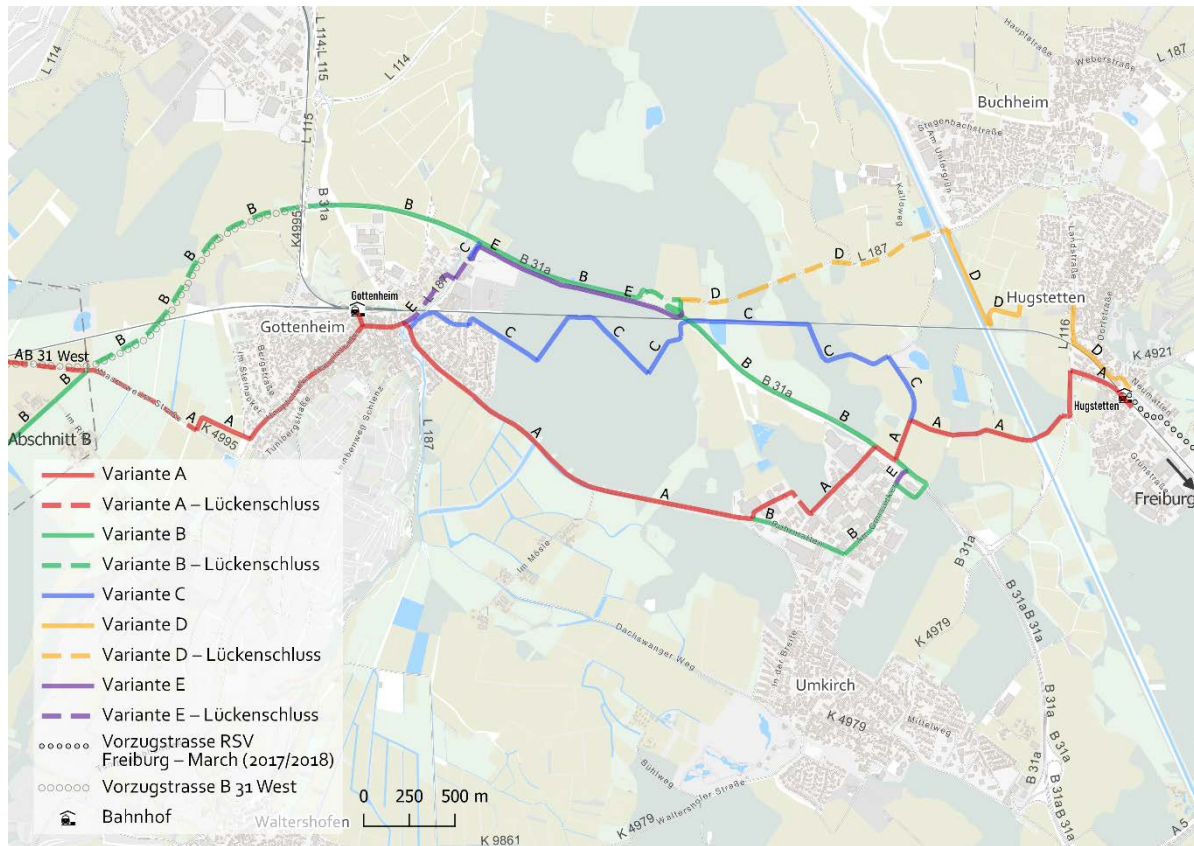 L 114
L 114;L 115
L 114
L 115
Hauptstraße
L 187
Weberstraße
Buchheim
Stegenbachstraße
Am Untergrün
Kalloweg
B 31a
K4995
B
B
B
B
B
B
B
C
E
B 31a
B
E
L 187
D
D
L 187
D
D
Landstraße
Hugstetten
Dorfstraße
L 116
K 4921
D
A
Neumatten
Hugstetten
Grünstraße
Freiburg
Gottenheim
Gottenheim
E
C
C
C
C
C
AB 31 West
Bergstraße
Im Steinacker
Tunibergstraße
A
A
K 4995
B
B
Abschnitt B
L 187
A
A
B
B 31a
B
A
A
A
A
E
B
B
C
Im Mösle
Dachswanger Weg
In der Breite
Umkirch
K 4979
K 4979
Mittelweg
Bühlweg
Waltershofer Straße
K 4979
B 31a
B 31a
B 31a
B 31a
B 31a
B 31a
B 31a
A 5
K 9861
Waltershofen
Variante A
Variante A – Lückenschluss
Variante B
Variante B – Lückenschluss
Variante C
Variante D
Variante D – Lückenschluss
Variante E
Variante E – Lückenschluss
Vorzugstrasse RSV
Freiburg – March (2017/2018)
Vorzugstrasse B 31 West
Bahnhof
0 250 500 m